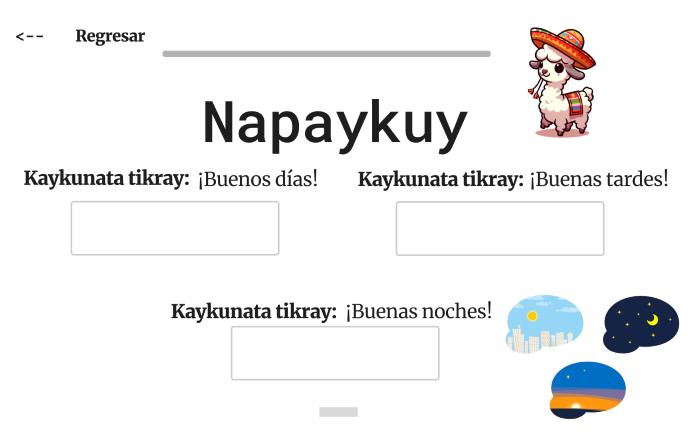 <-- Regresar
Napaykuy
Kaykunata tikray: ¡Buenos días!
Kaykunata tikray: ¡Buenas tardes!
Kaykunata tikray: ¡Buenas noches!